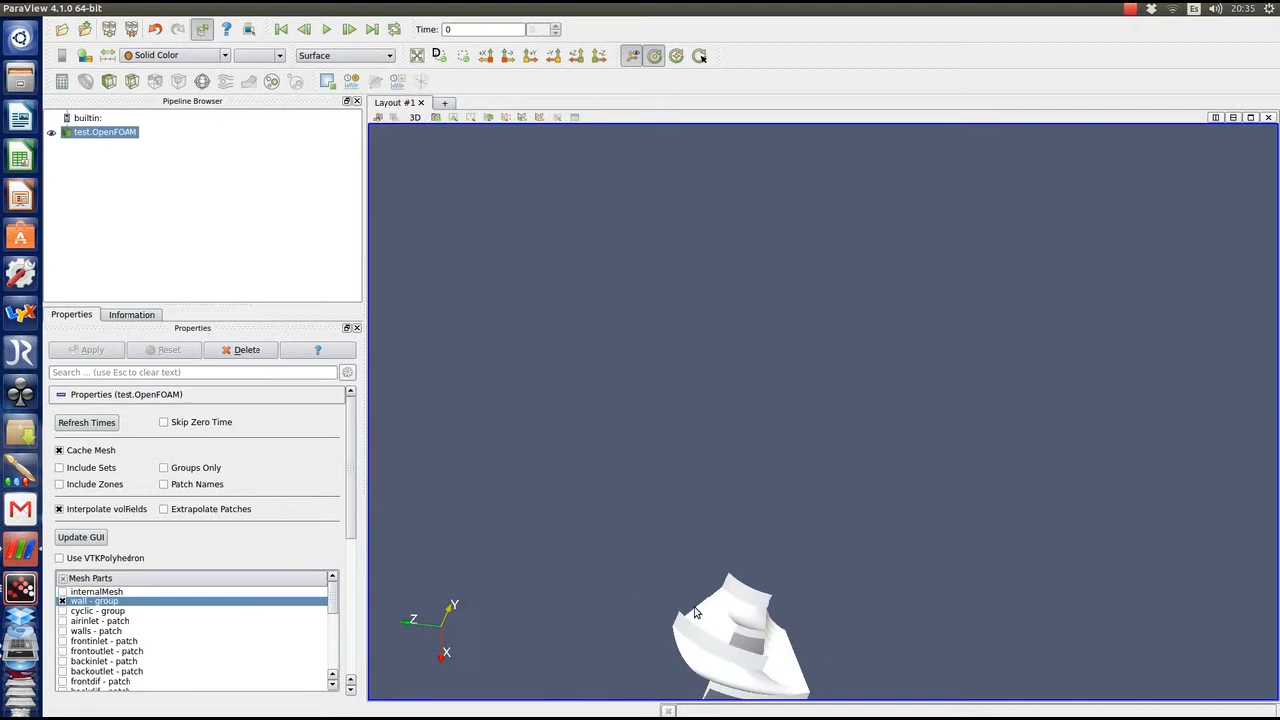 ParaView 4.1.0 64-bit
Es
20:35
Time: 0
0
Solid Color
Surface
Pipeline Browser
Layout #1
+
3D
builtin:
test.OpenFOAM
Properties
Information
Properties
Apply
Reset
Delete
?
Search ... (use Esc to clear text)
Properties (test.OpenFOAM)
Refresh Times
Skip Zero Time
Cache Mesh
Include Sets
Groups Only
Include Zones
Patch Names
Interpolate volFields
Extrapolate Patches
Update GUI
Use VTKPolyhedron
Mesh Parts
internalMesh
wall - group
cyclic - group
airinlet - patch
walls - patch
frontinlet - patch
frontoutlet - patch
backinlet - patch
backoutlet - patch
frontdif - patch
Y
Z
X